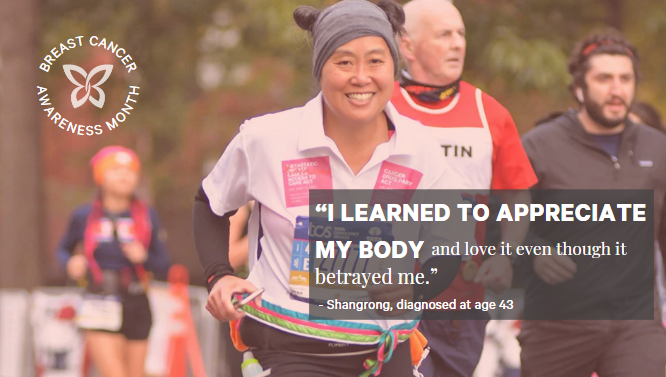 BREAST CANCER
AWARENESS MONTH
TIN
tcs
“I LEARNED TO APPRECIATE
MY BODY and love it even though it
betrayed me.”
- Shangrong, diagnosed at age 43